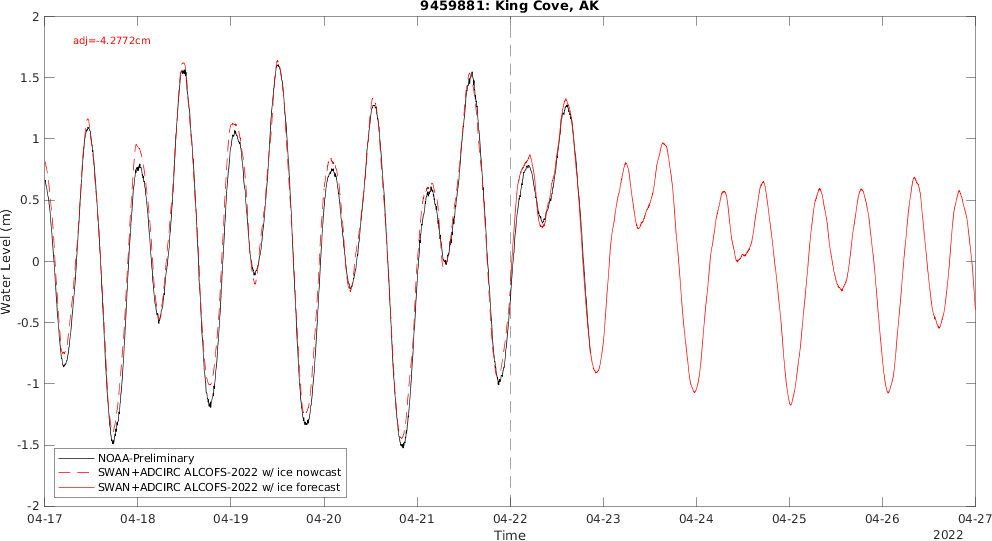 9459881: King Cove, AK
adj=-4.2772cm
Water Level (m)
2
1.5
1
0.5
0
-0.5
-1
-1.5
-2
NOAA-Preliminary
SWAN+ADCIRC ALCOFS-2022 w/ ice nowcast
SWAN+ADCIRC ALCOFS-2022 w/ ice forecast
04-17 04-18 04-19 04-20 04-21 04-22 04-23 04-24 04-25 04-26 04-27
Time
2022